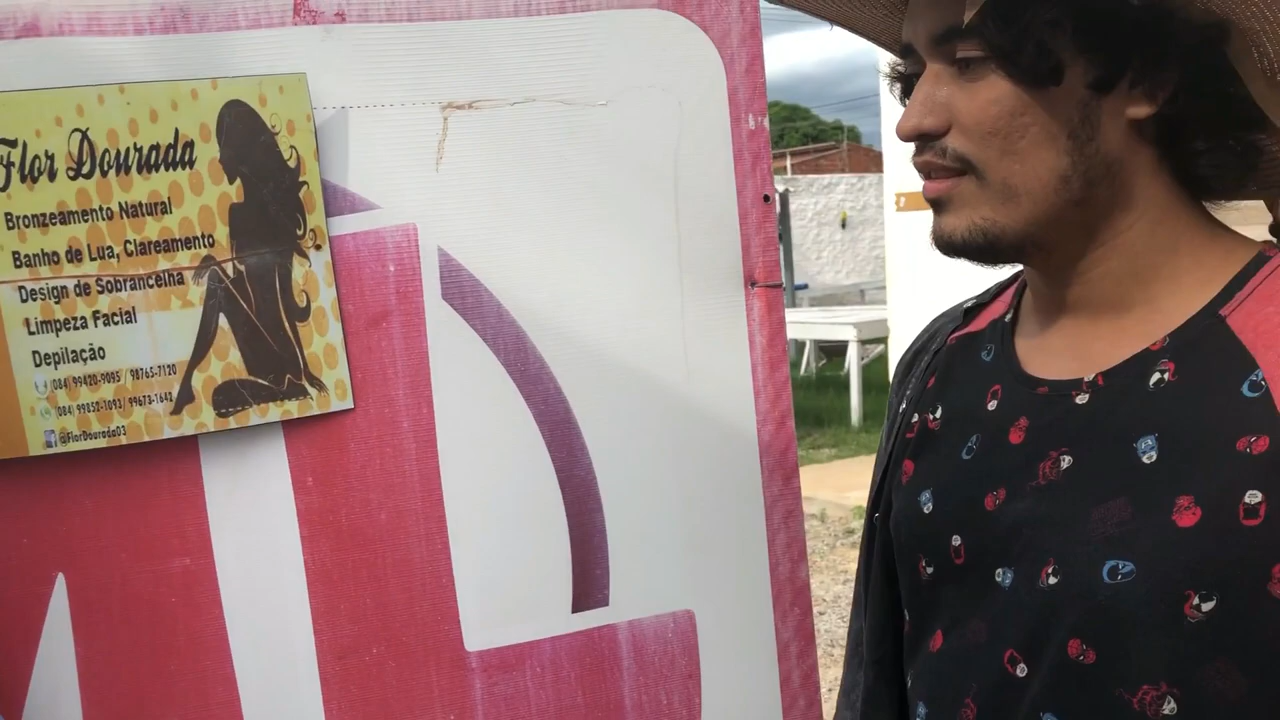 Flor Dourada
Bronzeamento Natural
Banho de Lua, Clareamento
Design de Sobrancelha
Limpeza Facial
Depilação
(084) 99420-9095 / 98765-7120
(084) 99852-1093/ 99673-1642
@FlorDourada03